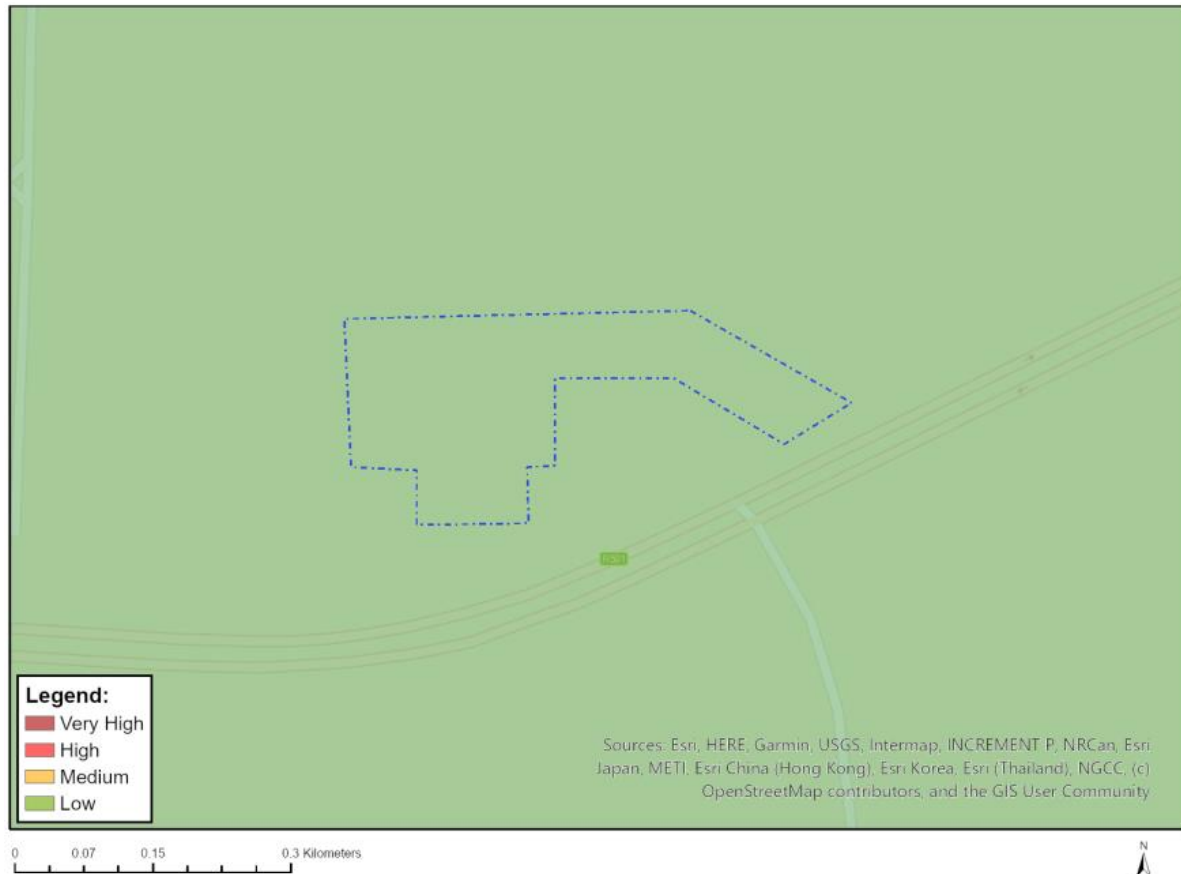 Legend:
Very High
High
Medium
Low
Sources: Esri, HERE, Garmin, USGS, Intermap, INCREMENT P, NRCan, Esri
Japan, METI, Esri China (Hong Kong), Esri Korea, Esri (Thailand), NGCC, (c)
OpenStreetMap contributors, and the GIS User Community
0 0.07 0.15 0.3 Kilometers
N